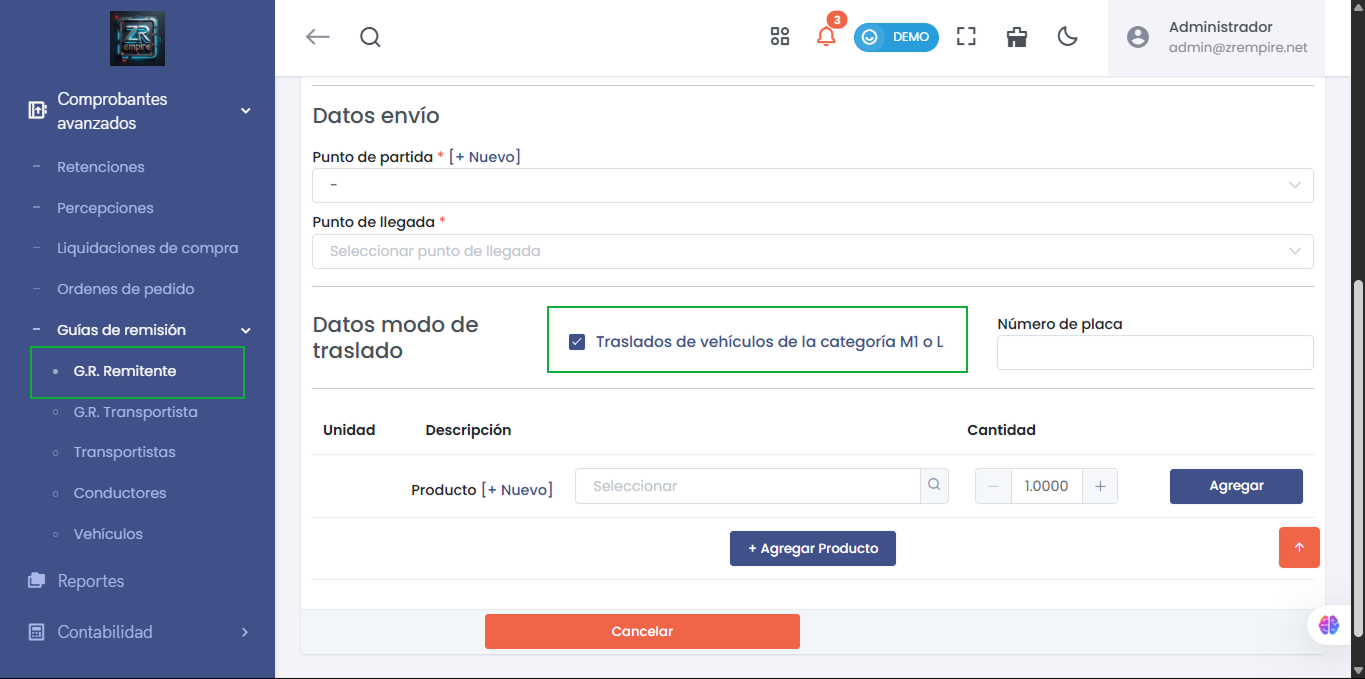 ZR
empire
Comprobantes
avanzados
Retenciones
Percepciones
Liquidaciones de compra
Ordenes de pedido
Guías de remisión
G.R. Remitente
G.R. Transportista
Transportistas
Conductores
Vehículos
Reportes
Contabilidad
3
DEMO
Administrador
admin@zrempire.net
Datos envío
Punto de partida * [+ Nuevo]
-
Punto de llegada *
Seleccionar punto de llegada
Datos modo de
traslado
Traslados de vehículos de la categoría M1 o L
Número de placa
Unidad Descripción Cantidad
Producto [+ Nuevo] Seleccionar 1.0000 Agregar
+ Agregar Producto
Cancelar